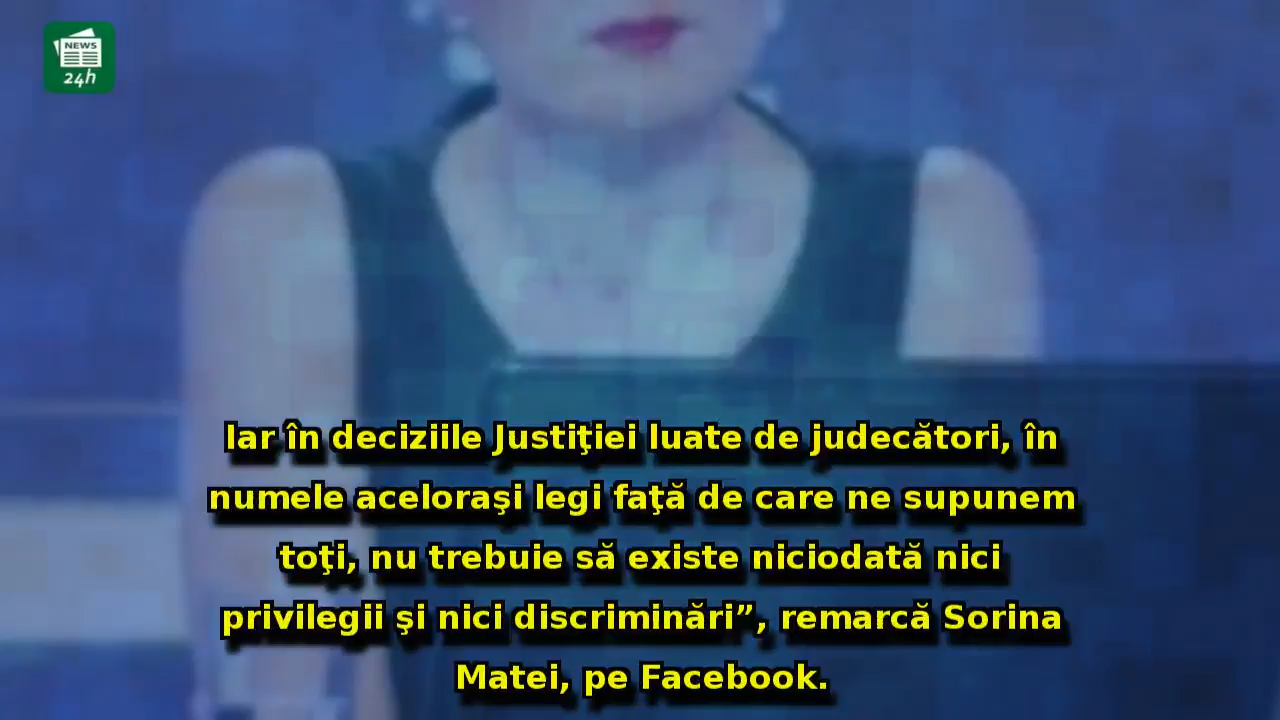 NEWS
24h
Iar în deciziile Justiţiei luate de judecători, în
numele aceloraşi legi faţă de care ne supunem
toţi, nu trebuie să existe niciodată nici
privilegii şi nici discriminări”, remarcă Sorina
Matei, pe Facebook.